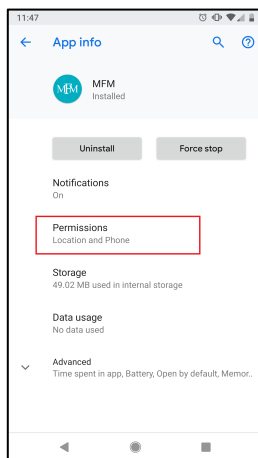 11:47
App info
MFM
MFM
Installed
Uninstall
Force stop
Notifications
On
Permissions
Location and Phone
Storage
49.02 MB used in internal storage
Data usage
No data used
Advanced
Time spent in app, Battery, Open by default, Memor..